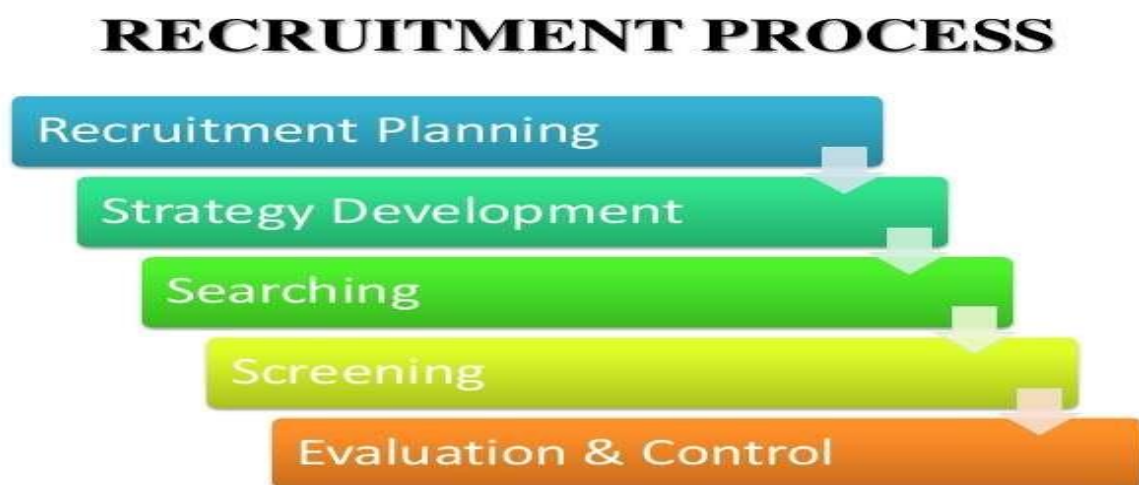 RECRUITMENT PROCESS
Recruitment Planning
Strategy Development
Searching
Screening
Evaluation & Control